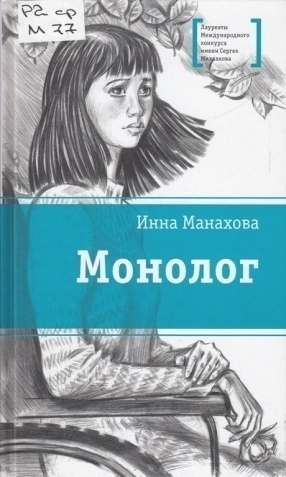 Р2 ср
М 77
Лауреаты
Международного
конкурса
имени Сергея
Михалкова
Инна Манахова
Монолог